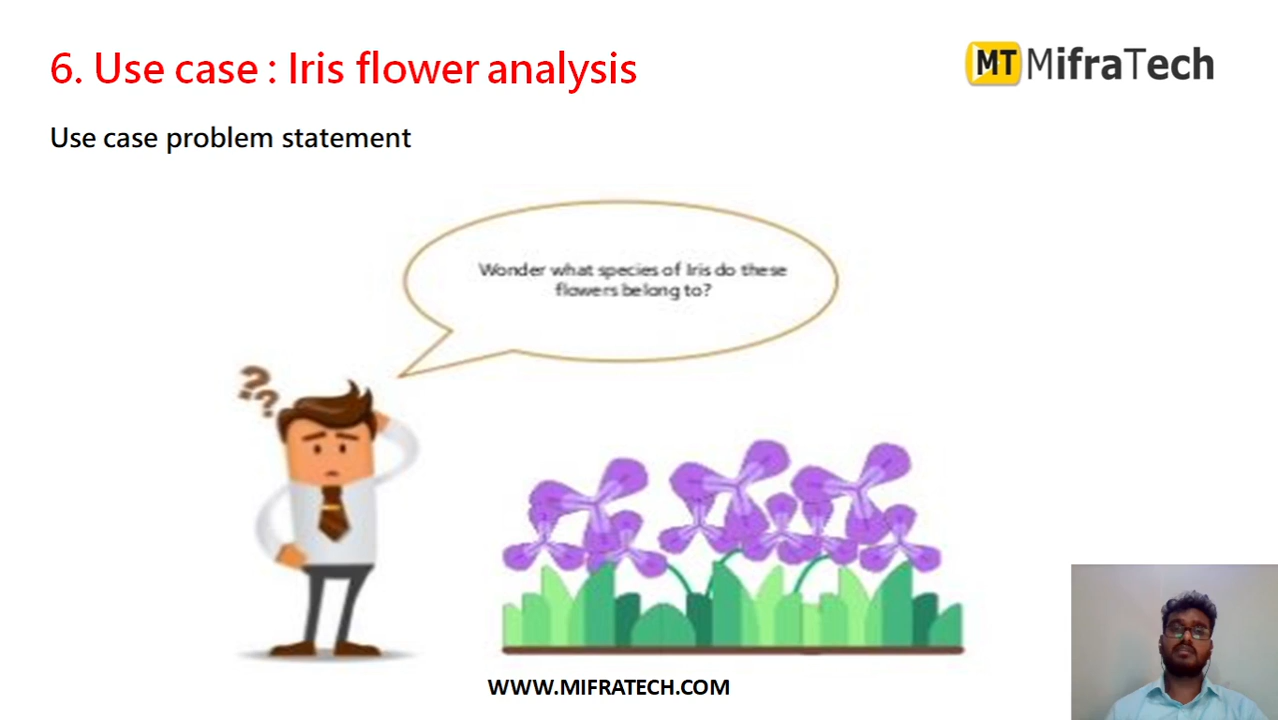 6. Use case : Iris flower analysis
MT MifraTech
Use case problem statement
Wonder what species of Iris do these
flowers belong to?
??
WWW.MIFRATECH.COM